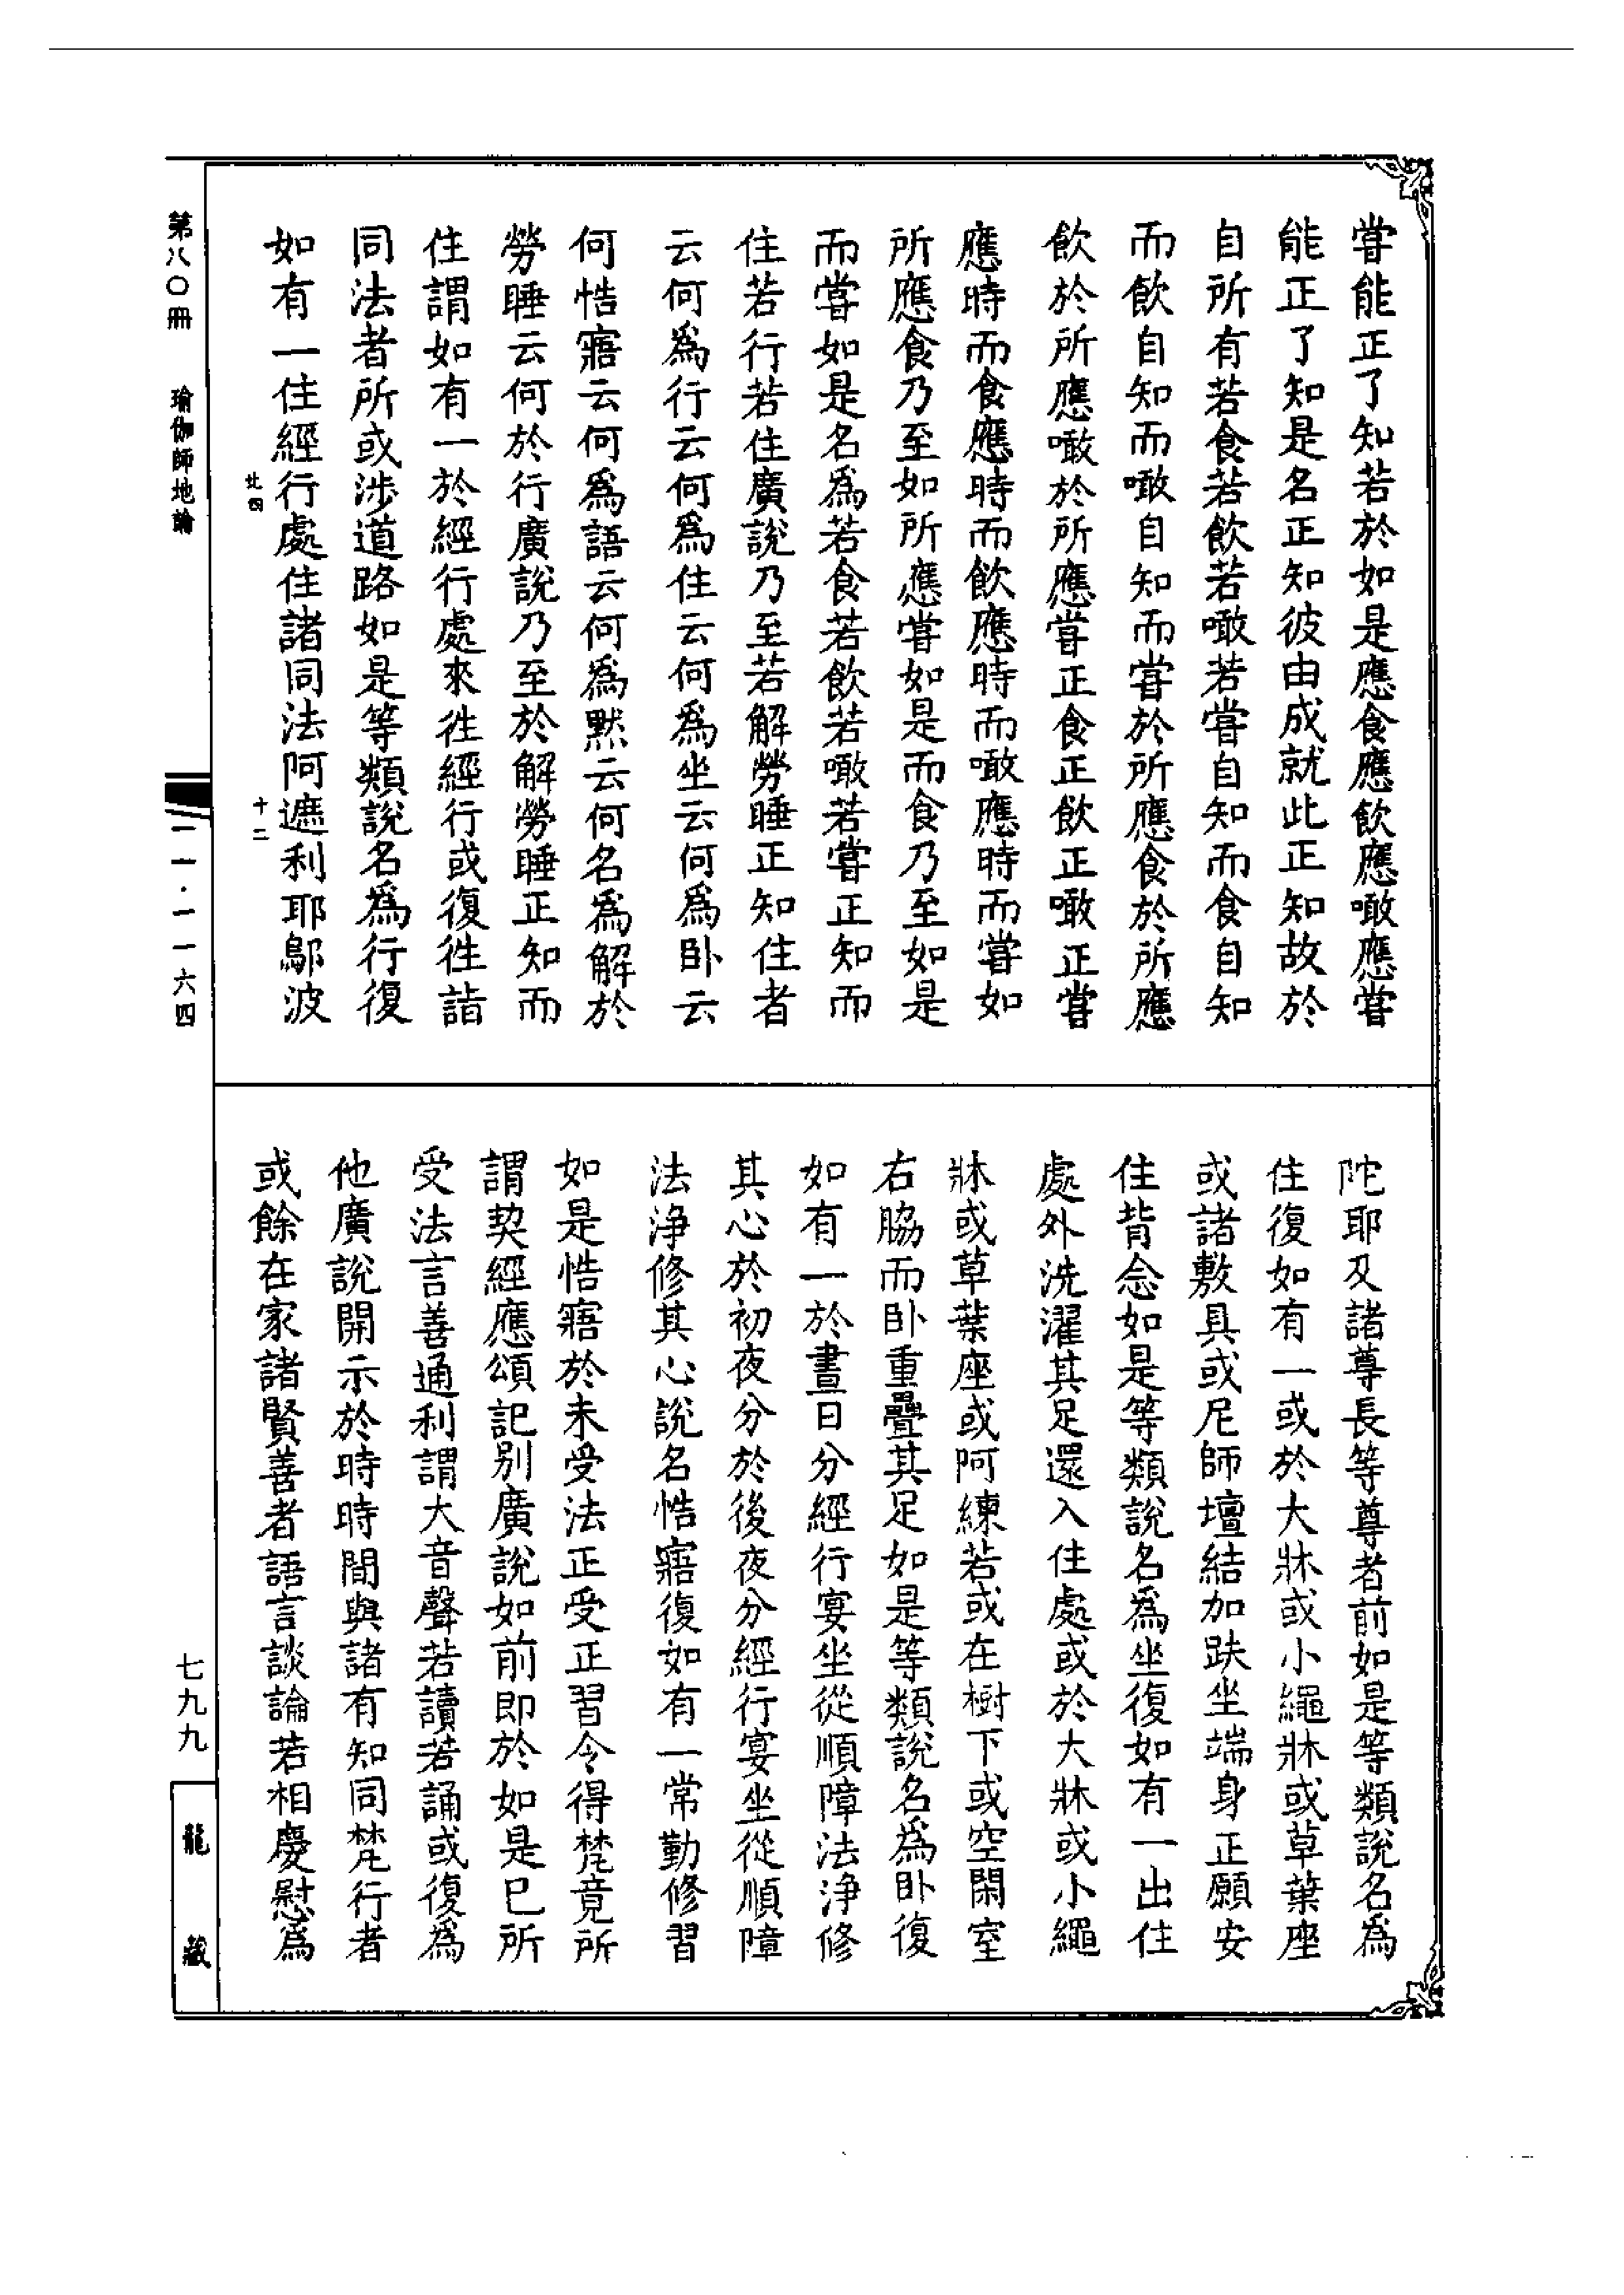 甞能正了知若於如是應食應飲應噉應甞
能正了知是名正知彼由成就此正知故於
自所有若食若飲若噉若甞自知而食自知
而飲自知而噉自知而甞於所應食於所應
飲於所應噉於所應甞正食正飲正噉正甞
應時而食應時而飲應時而噉應時而甞如
所應食乃至如所應甞如是而食乃至如是
而甞如是名爲若食若飲若噉若甞正知而
住若行若住廣說乃至若解勞睡正知住者
云何爲行云何爲住云何爲坐云何爲卧云
何悎寤云何爲語云何爲默云何名爲解於
勞睡云何於行廣說乃至於解勞睡正知而
住謂如有一於經行處來徃經行或復徃詣
同法者所或涉道路如是等類說名爲行復
如有一住經行處住諸同法阿遮利耶鄔波
陀耶及諸尊長等尊者前如是等類說名爲
住復如有一或於大牀或小繩牀或草葉座
或諸敷具或尼師壇結加趺坐端身正願安
住背念如是等類說名爲坐復如有一出住
處外洗濯其足還入住處或於大牀或小繩
牀或草葉座或阿練若或在樹下或空閑室
右脇而卧重疊其足如是等類說名爲卧復
如有一於晝日分經行宴坐從順障法淨修
其心於初夜分於後夜分經行宴坐從順障
法淨修其心說名悎寤復如有一常勤修習
如是悎寤於未受法正受正習令得梵竟所
謂契經應頌記别廣說如前即於如是已所
受法言善通利謂大音聲若讀若誦或復爲
他廣說開示於時時間與諸有知同梵行者
或餘在家諸賢善者語言談論若相慶慰爲
第八〇冊 瑜伽師地論
北四 十二
一一·一一六四
七九九
龍藏